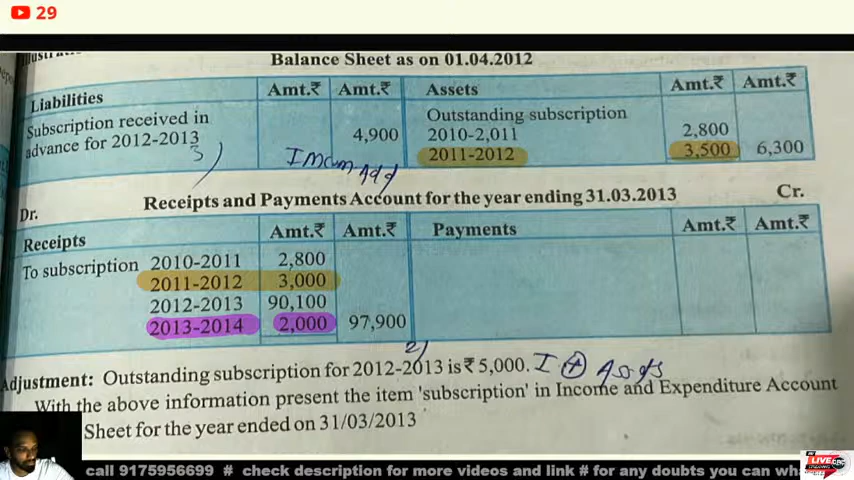 29
Balance Sheet as on 01.04.2012
Liabilities Amt.₹ Amt.₹ Assets Amt.₹ Amt.₹
Subscription received in Outstanding subscription
advance for 2012-2013 4,900 2010-2,011 2,800
2011-2012 3,500 6,300
3)
Dr. Receipts and Payments Account for the year ending 31.03.2013 Cr.
Receipts Amt.₹ Amt.₹ Payments Amt.₹ Amt.₹
To subscription 2010-2011 2,800
2011-2012 3,000
2012-2013 90,100
2013-2014 2,000 97,900
2)
Adjustment: Outstanding subscription for 2012-2013 is ₹ 5,000. I +
With the above information present the item 'subscription' in Income and Expenditure Account
Sheet for the year ended on 31/03/2013
call 9175956699 # check description for more videos and link # for any doubts you can
LIVE